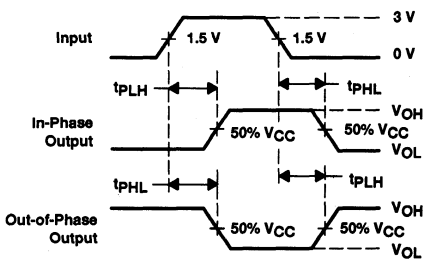 3 V
Input
1.5 V
1.5 V
0 V
tPLH
tPHL
VOH
In-Phase
Output
50% VCC
50% VCC
VOL
tPHL
tPLH
VOH
Out-of-Phase
Output
50% VCC
50% VCC
VOL